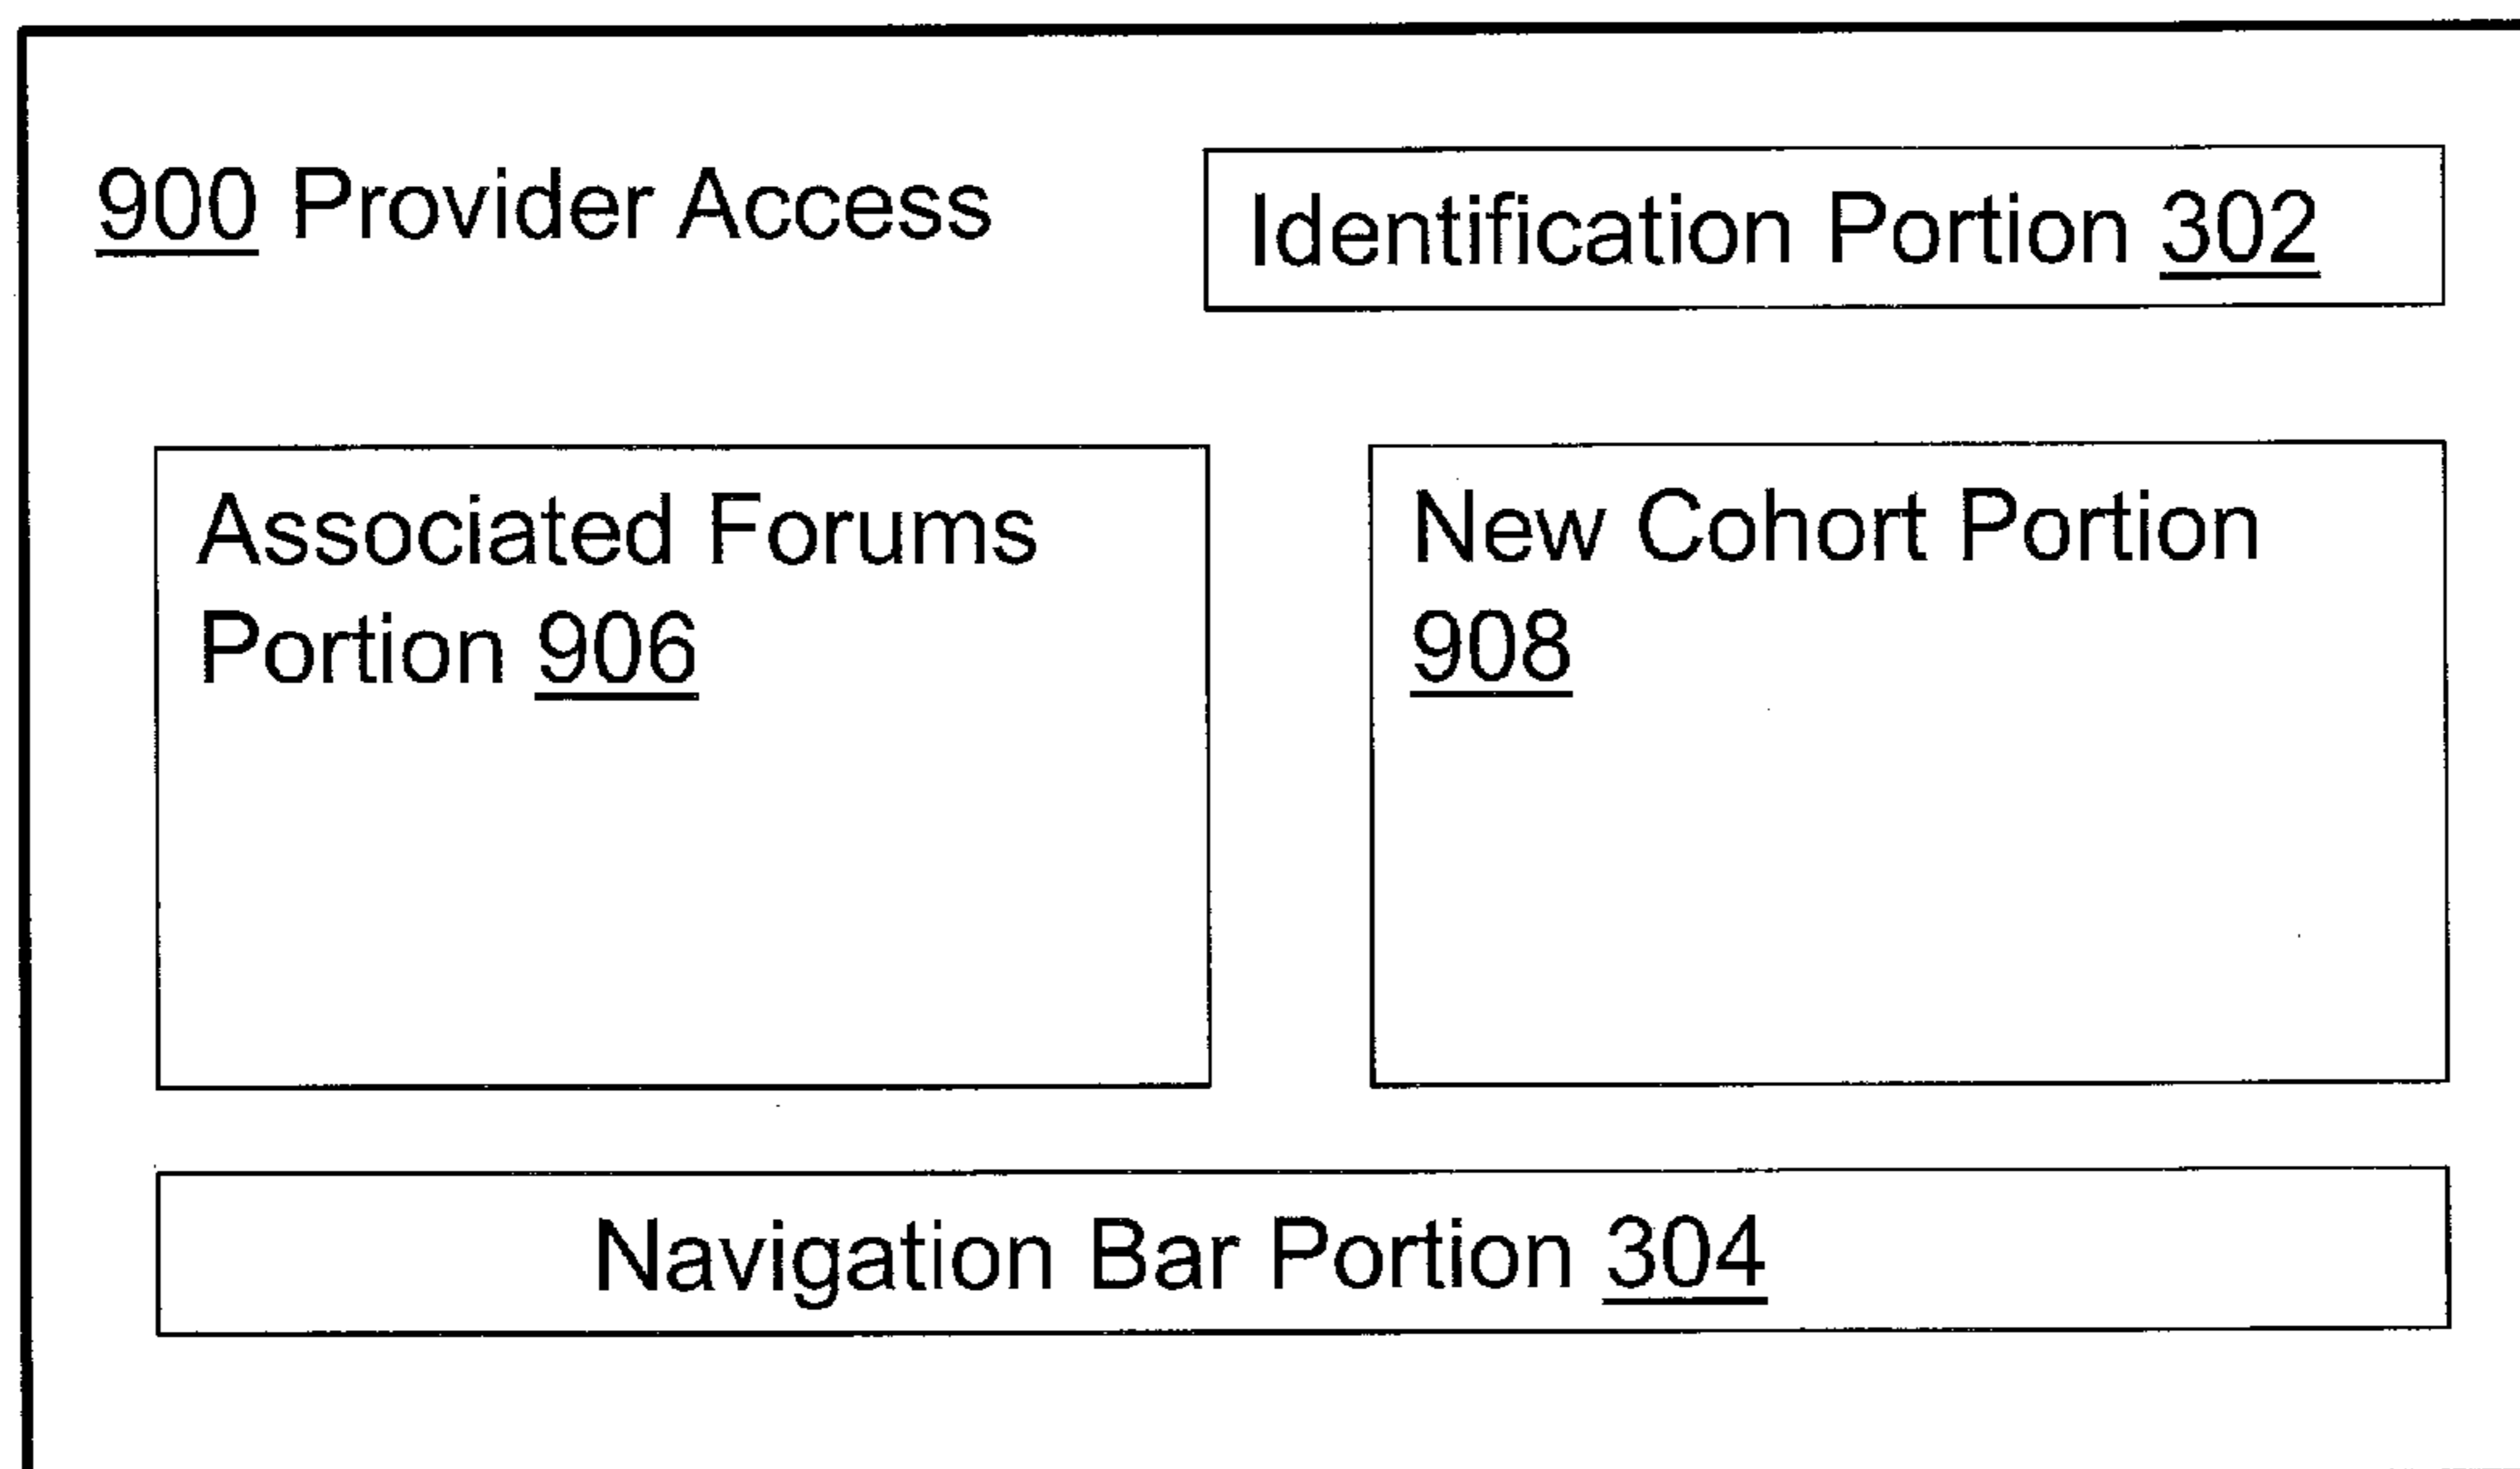 900 Provider Access
Identification Portion 302
Associated Forums
Portion 906
New Cohort Portion
908
Navigation Bar Portion 304